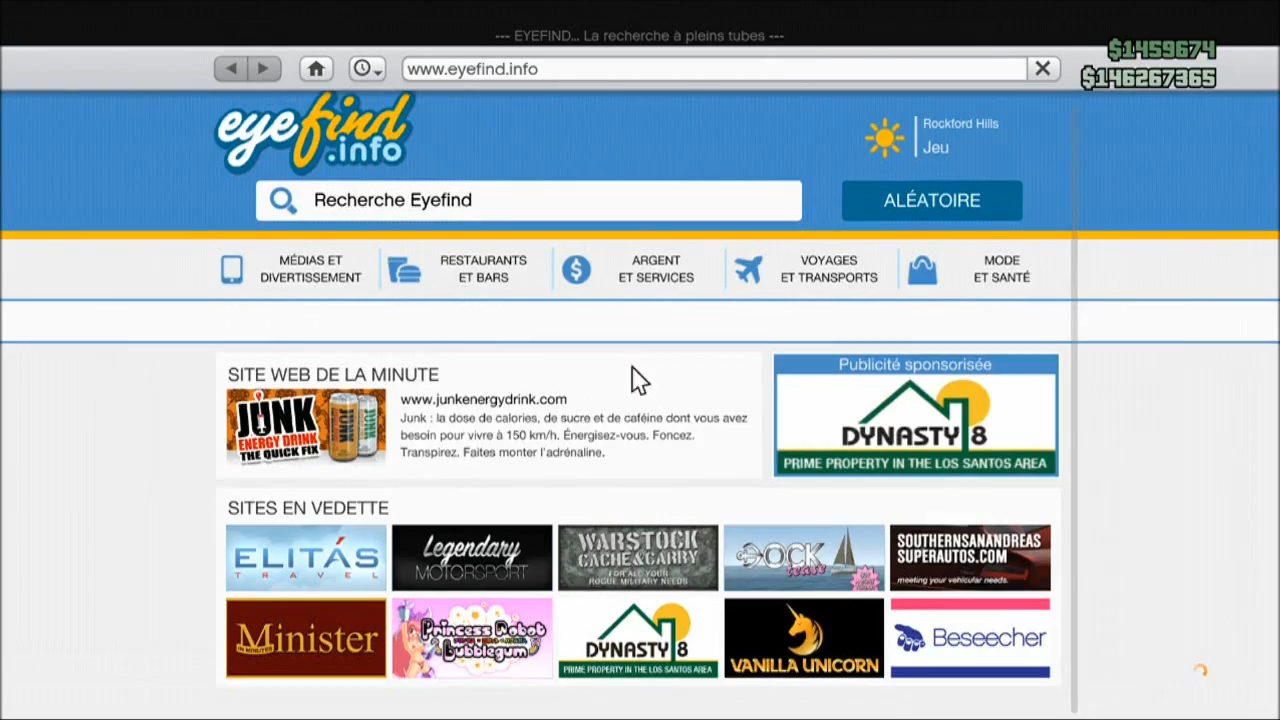 --- EYEFIND... La recherche à pleins tubes ---
$1459674
$146267365
www.eyefind.info
eyefind
.info
Rockford Hills
Jeu
Recherche Eyefind
ALÉATOIRE
MÉDIAS ET
DIVERTISSEMENT
RESTAURANTS
ET BARS
ARGENT
ET SERVICES
VOYAGES
ET TRANSPORTS
MODE
ET SANTÉ
SITE WEB DE LA MINUTE
JUNK
ENERGY DRINK
THE QUICK FIX
JUNK
JUNK
www.junkenergydrink.com
Junk : la dose de calories, de sucre et de caféine dont vous avez
besoin pour vivre à 150 km/h. Énergisez-vous. Foncez.
Transpirez. Faites monter l'adrénaline.
Publicité sponsorisée
DYNASTY 8
PRIME PROPERTY IN THE LOS SANTOS AREA
SITES EN VEDETTE
ELITÁS
TRAVEL
Legendary
MOTORSPORT
WARSTOCK
CACHE & CARRY
FOR ALL YOUR
ROGUE MILITARY NEEDS
DOCK
tease
SOUTHERNSANANDREAS
SUPERAUTOS.COM
meeting your vehicular needs.
Minister
IN MINUTES
Princess Robot
Bubblegum
DYNASTY 8
PRIME PROPERTY IN THE LOS SANTOS AREA
VANILLA UNICORN
Beseecher